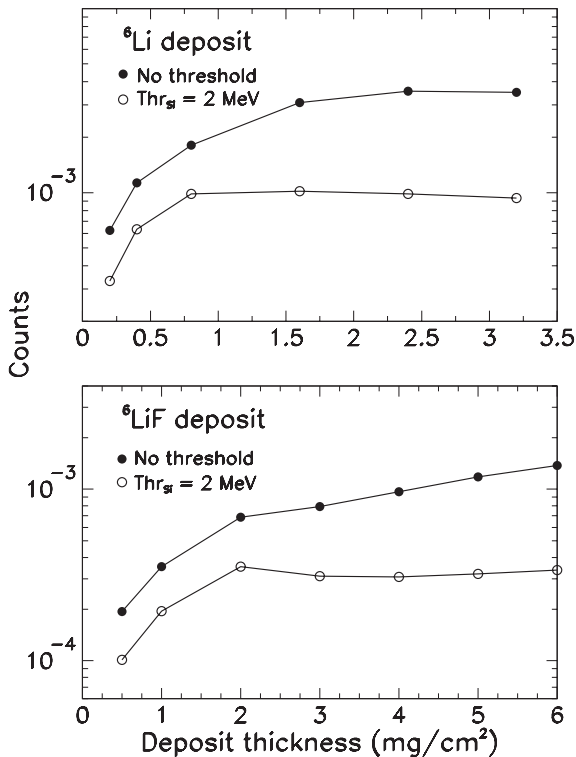 ⁶Li deposit
No threshold
Thr_Si = 2 MeV
10⁻³
0 0.5 1 1.5 2 2.5 3 3.5
Counts
⁶LiF deposit
No threshold
Thr_Si = 2 MeV
10⁻³
10⁻⁴
0 1 2 3 4 5 6
Deposit thickness (mg/cm²)